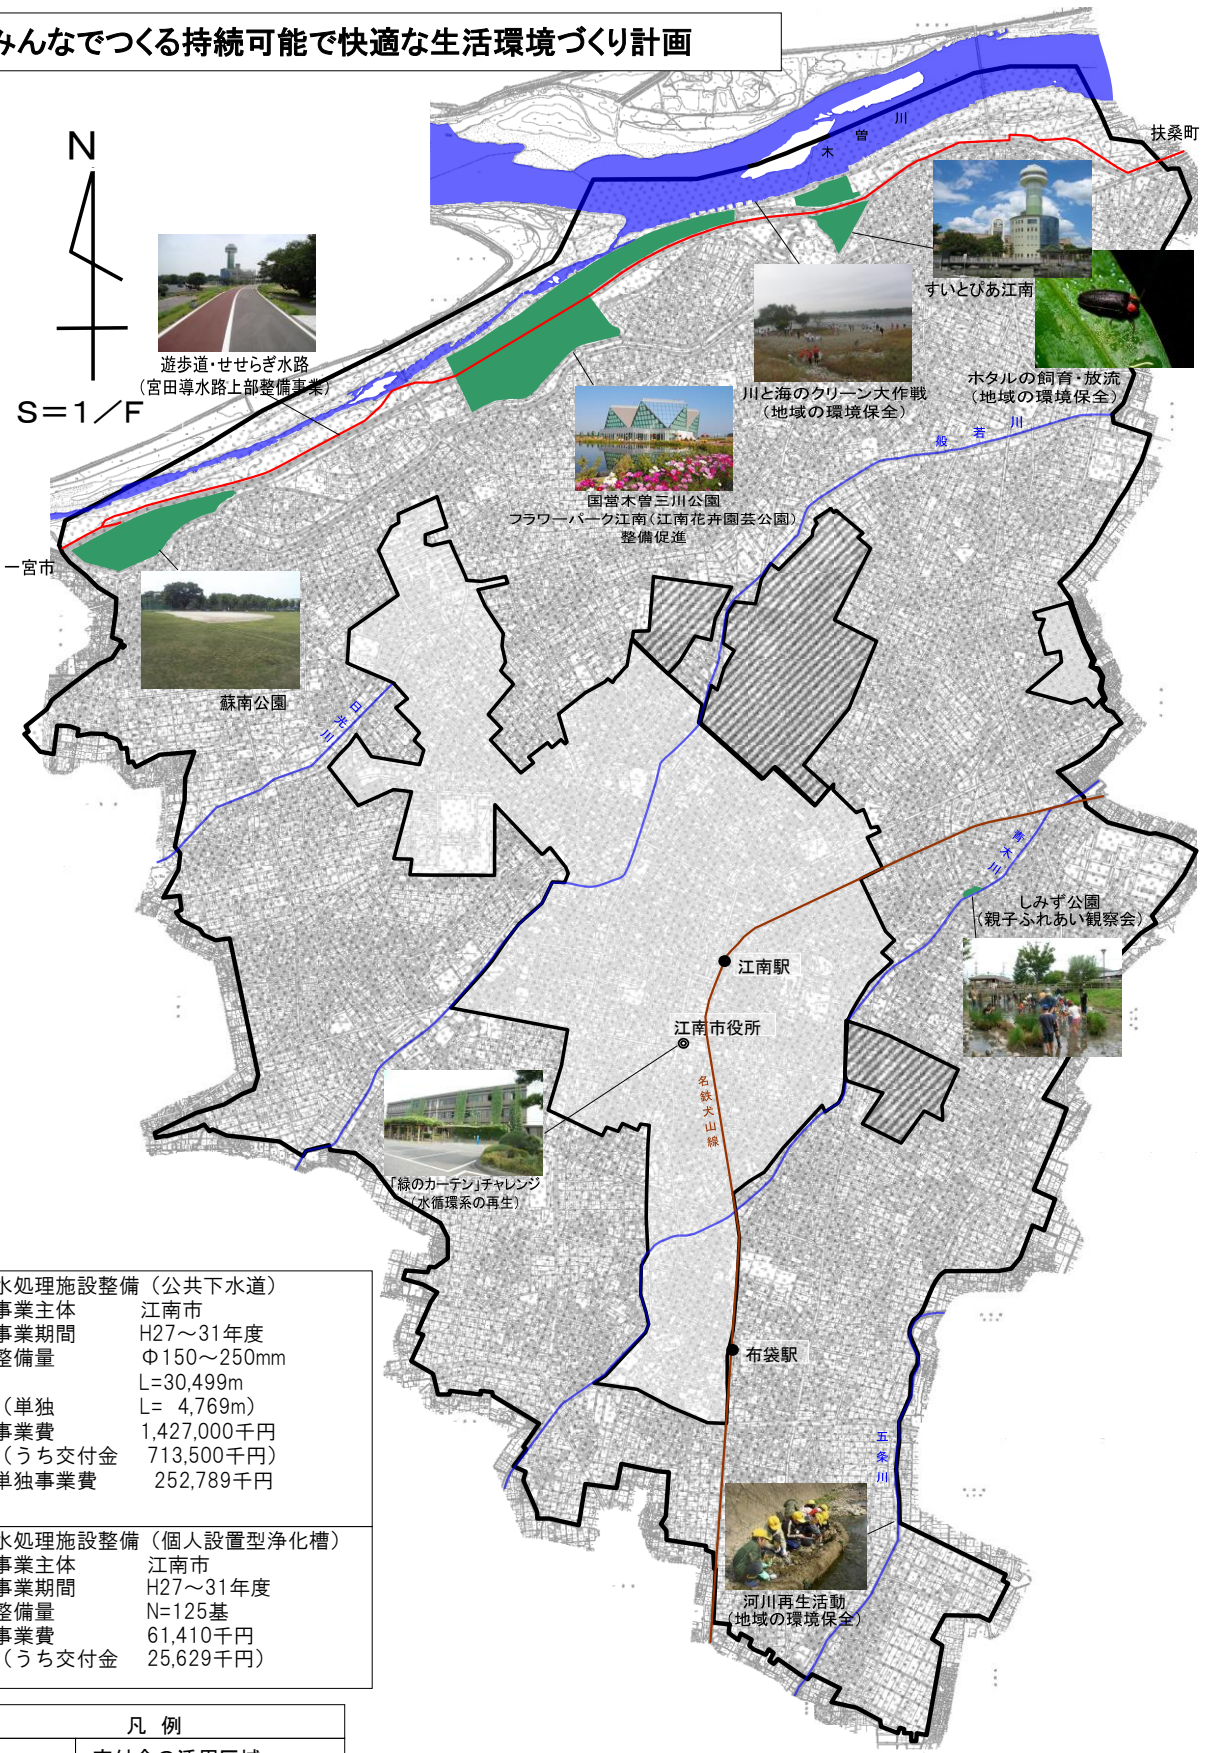 みんなでつくる持続可能で快適な生活環境づくり計画
N
S＝1／F
扶桑町
木曽川
すいとぴあ江南
遊歩道・せせらぎ水路
（宮田導水路上部整備事業）
川と海のクリーン大作戦
（地域の環境保全）
ホタルの飼育・放流
（地域の環境保全）
般若川
国営木曽三川公園
フラワーパーク江南（江南花卉園芸公園）
整備促進
一宮市
蘇南公園
日光川
青木川
しみず公園
（親子ふれあい観察会）
江南駅
江南市役所
名鉄犬山線
「緑のカーテン」チャレンジ
（水循環系の再生）
布袋駅
五条川
河川再生活動
（地域の環境保全）
水処理施設整備（公共下水道）
事業主体 江南市
事業期間 H27～31年度
整備量 Φ150～250mm
L=30,499m
（単独 L= 4,769m）
事業費 1,427,000千円
（うち交付金 713,500千円）
単独事業費 252,789千円
水処理施設整備（個人設置型浄化槽）
事業主体 江南市
事業期間 H27～31年度
整備量 N=125基
事業費 61,410千円
（うち交付金 25,629千円）
凡 例